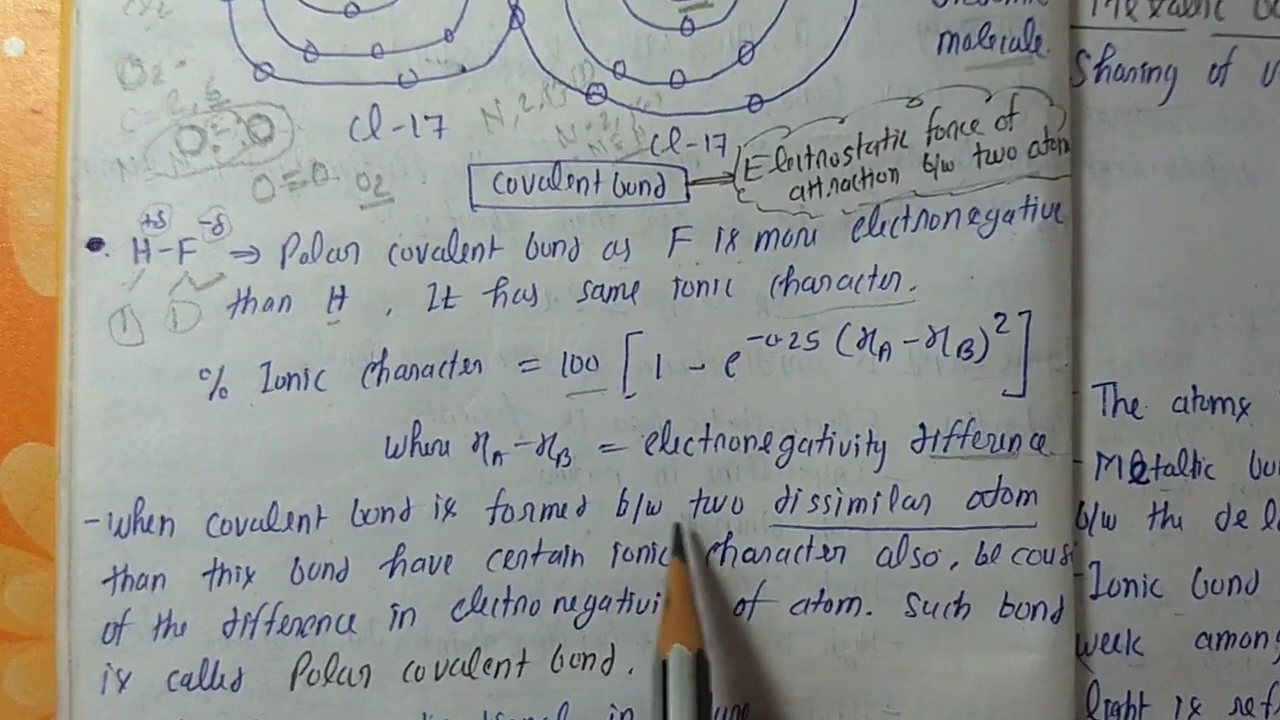 molecule.
Cl-17
Cl-17
covalent bond
Electrostatic force of
attraction b/w two atom
O=O O2
+δ -δ
H-F → Polar covalent bond as F is more electronegative
than H. It has some ionic character.
% Ionic character = 100 [1 - e^-0.25 (xA - xB)^2]
where xA - xB = electronegativity difference
-when covalent bond is formed b/w two dissimilar atom
than this bond have certain ionic character also, becous
of the difference in electronegativi of atom. Such bond
is called Polar covalent bond.
Sharing of
The atoms
- Metallic
b/w the de
- Ionic bond
week among
light is ref